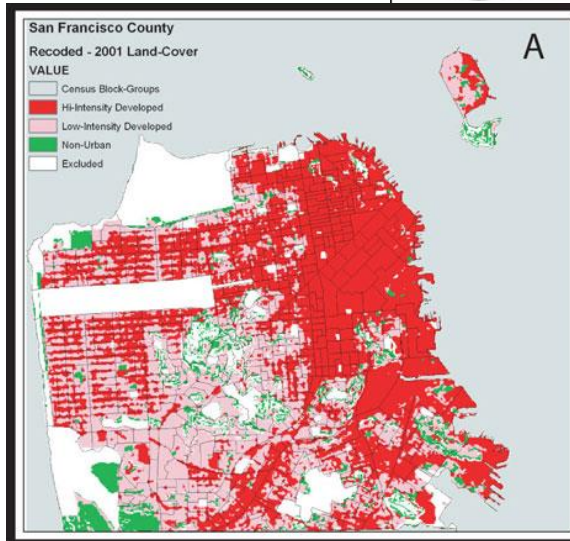 San Francisco County
Recoded - 2001 Land-Cover
VALUE
Census Block-Groups
Hi-Intensity Developed
Low-Intensity Developed
Non-Urban
Excluded
A